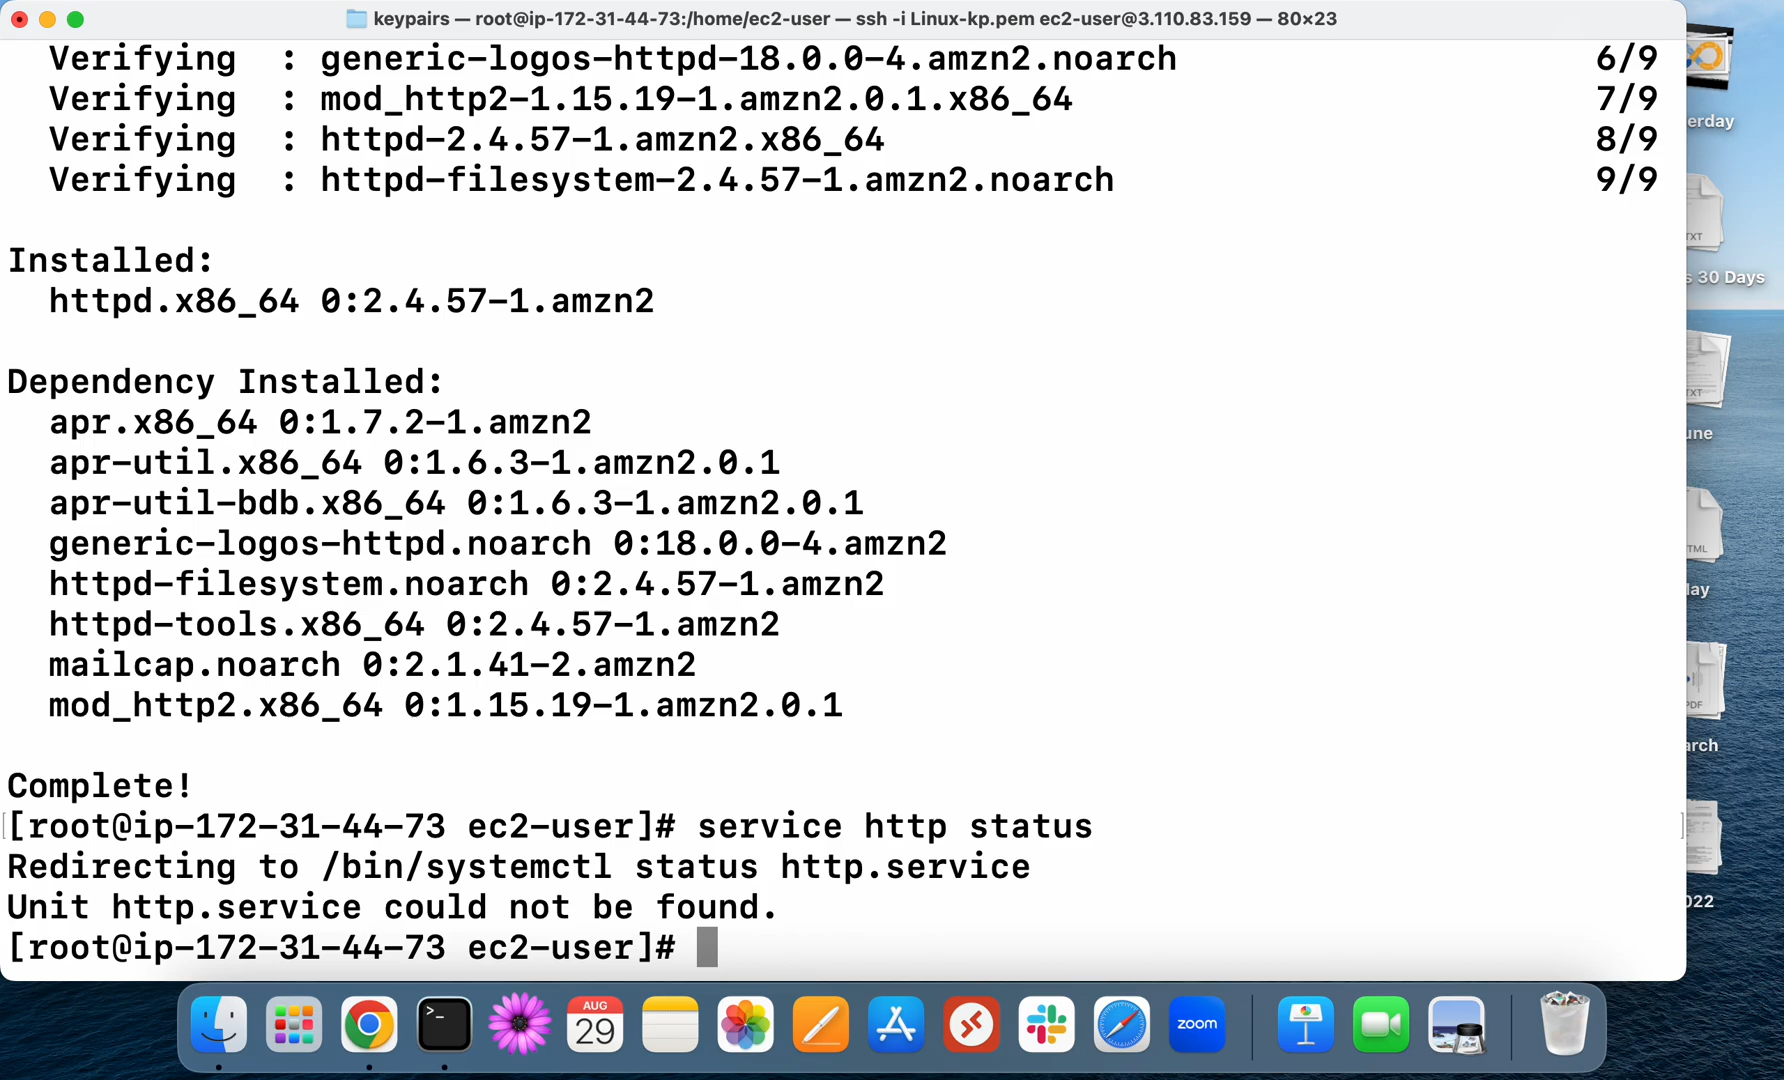 keypairs — root@ip-172-31-44-73:/home/ec2-user — ssh -i Linux-kp.pem ec2-user@3.110.83.159 — 80×23
Verifying  : generic-logos-httpd-18.0.0-4.amzn2.noarch 6/9
Verifying  : mod_http2-1.15.19-1.amzn2.0.1.x86_64 7/9
Verifying  : httpd-2.4.57-1.amzn2.x86_64 8/9
Verifying  : httpd-filesystem-2.4.57-1.amzn2.noarch 9/9
Installed:
httpd.x86_64 0:2.4.57-1.amzn2
Dependency Installed:
apr.x86_64 0:1.7.2-1.amzn2
apr-util.x86_64 0:1.6.3-1.amzn2.0.1
apr-util-bdb.x86_64 0:1.6.3-1.amzn2.0.1
generic-logos-httpd.noarch 0:18.0.0-4.amzn2
httpd-filesystem.noarch 0:2.4.57-1.amzn2
httpd-tools.x86_64 0:2.4.57-1.amzn2
mailcap.noarch 0:2.1.41-2.amzn2
mod_http2.x86_64 0:1.15.19-1.amzn2.0.1
Complete!
[root@ip-172-31-44-73 ec2-user]# service http status
Redirecting to /bin/systemctl status http.service
Unit http.service could not be found.
[root@ip-172-31-44-73 ec2-user]#
erday
TXT
s 30 Days
TXT
une
TML
lay
PDF
arch
022
>_
AUG
29
zoom